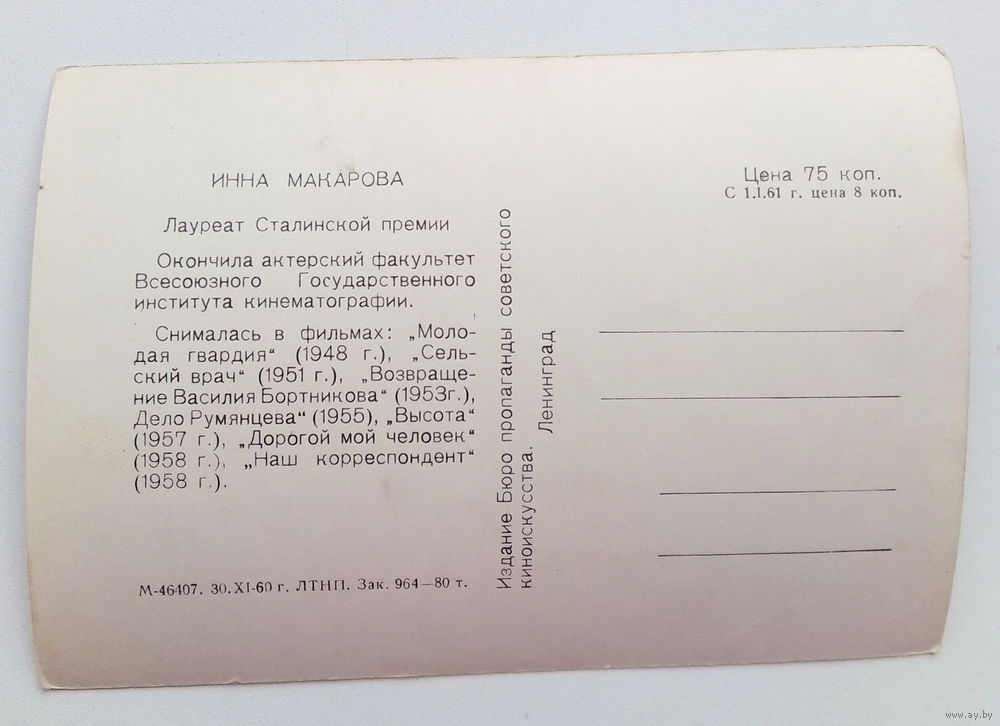 ИННА МАКАРОВА
Лауреат Сталинской премии
Окончила актерский факультет
Всесоюзного Государственного
института кинематографии.
Снималась в фильмах: „Моло-
дая гвардия“ (1948 г.), „Сель-
ский врач“ (1951 г.), „Возвраще-
ние Василия Бортникова“ (1953г.),
Дело Румянцева“ (1955), „Высота“
(1957 г.), „Дорогой мой человек“
(1958 г.), „Наш корреспондент“
(1958 г.).
М-46407. 30.XI-60 г. ЛТНП. Зак. 964—80 т.
Издание Бюро пропаганды советского
киноискусства.
Ленинград
Цена 75 коп.
С 1.I.61 г. цена 8 коп.
www.ay.by